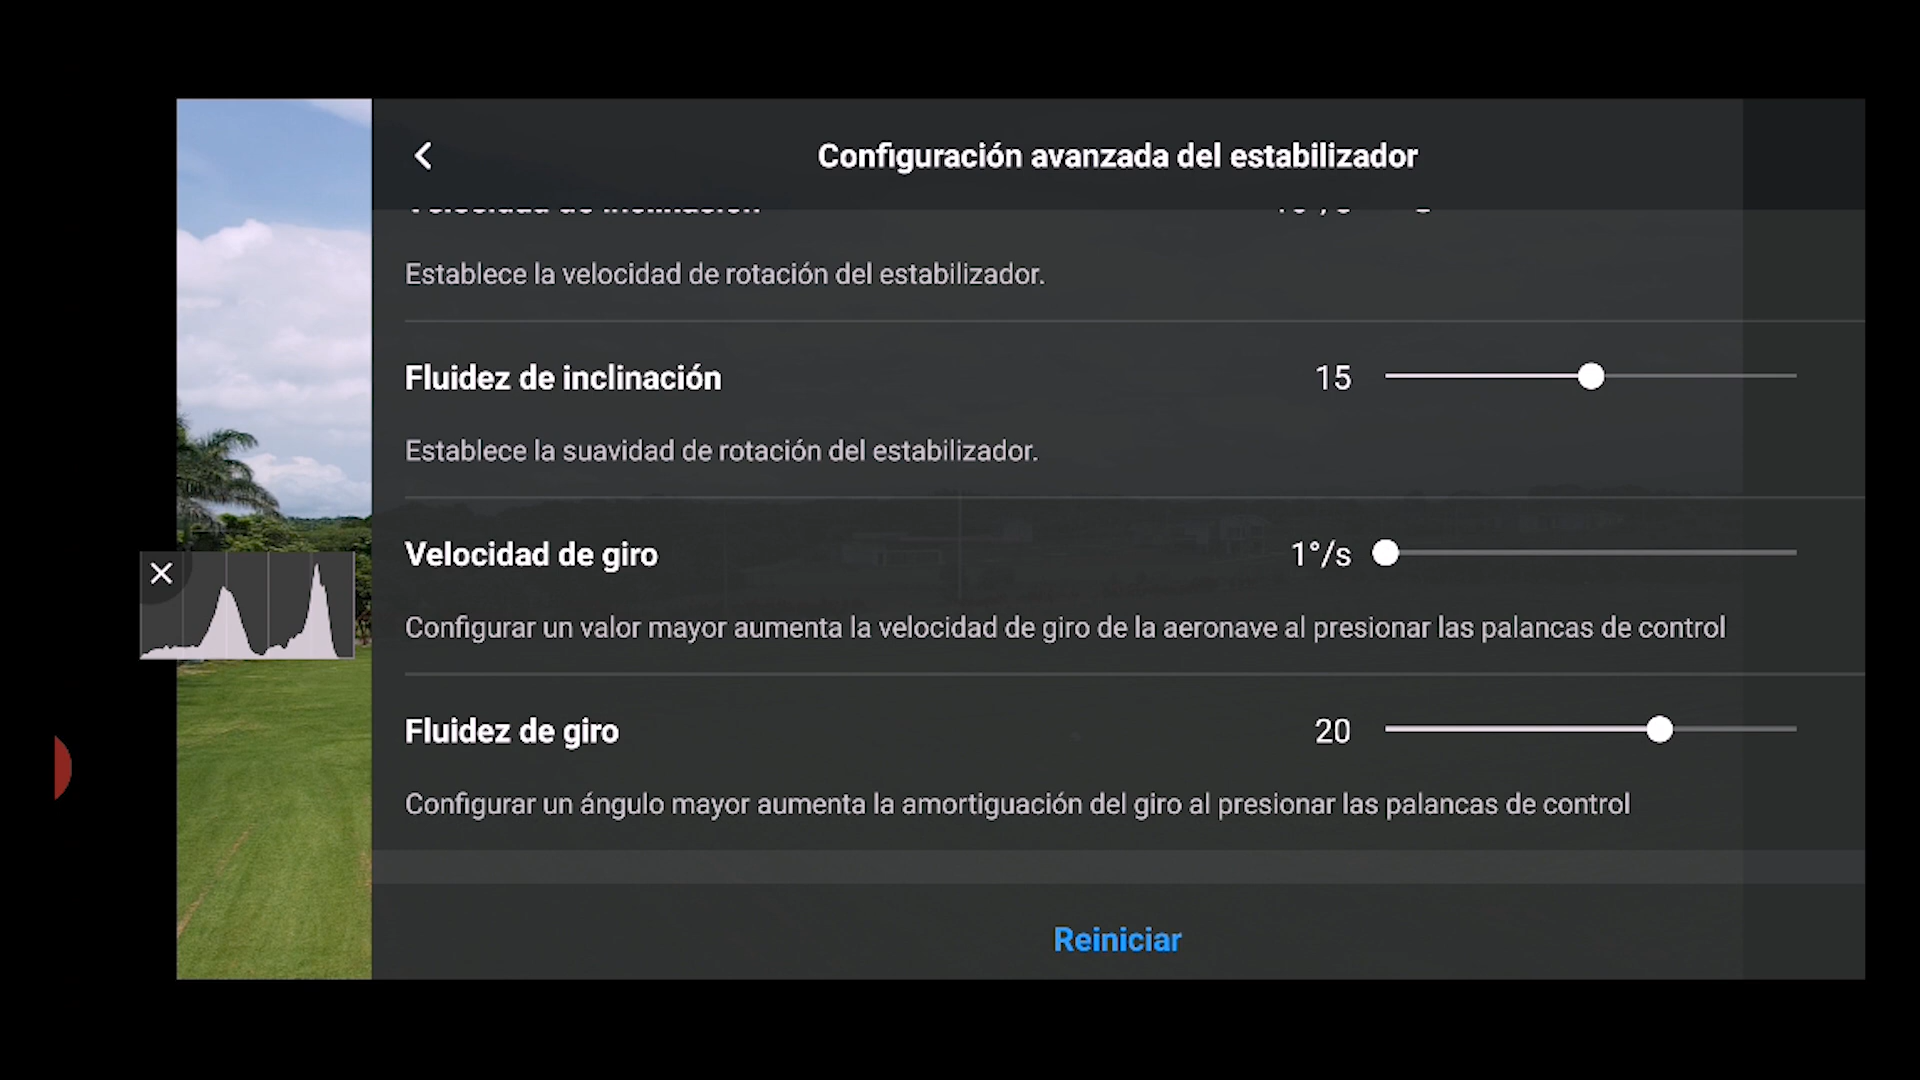 Configuración avanzada del estabilizador
Establece la velocidad de rotación del estabilizador.
Fluidez de inclinación 15
Establece la suavidad de rotación del estabilizador.
Velocidad de giro 1°/s
Configurar un valor mayor aumenta la velocidad de giro de la aeronave al presionar las palancas de control
Fluidez de giro 20
Configurar un ángulo mayor aumenta la amortiguación del giro al presionar las palancas de control
Reiniciar